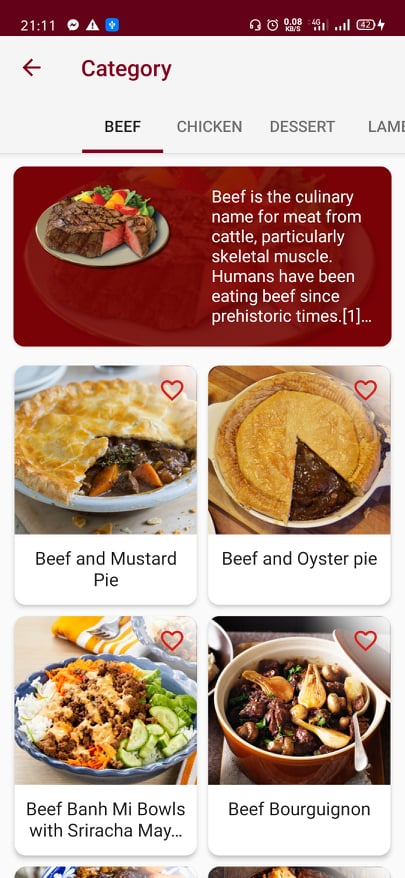 21:11
0.08
KB/S
4G
42
Category
BEEF
CHICKEN
DESSERT
LAMB
Beef is the culinary
name for meat from
cattle, particularly
skeletal muscle.
Humans have been
eating beef since
prehistoric times.[1]...
Beef and Mustard
Pie
Beef and Oyster pie
Beef Banh Mi Bowls
with Sriracha May...
Beef Bourguignon